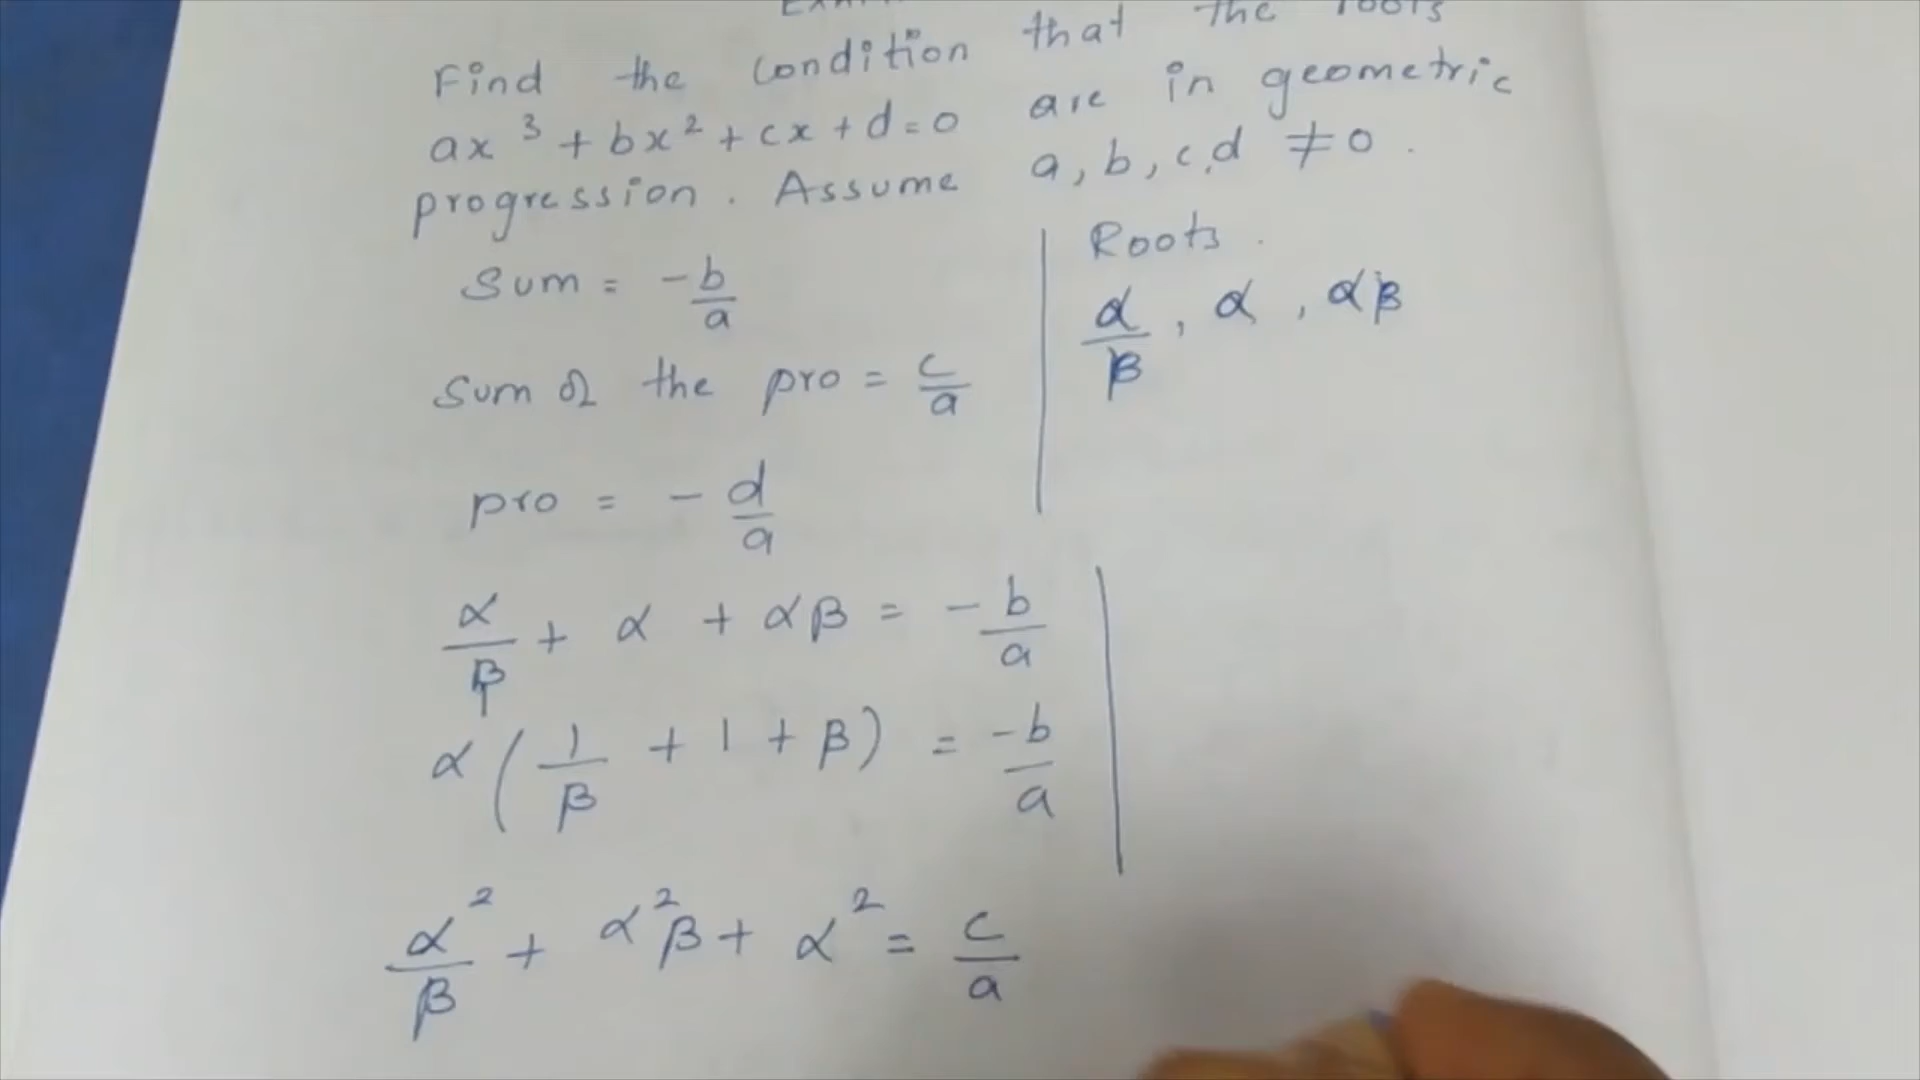 Find the condition that the roots
ax³ + bx² + cx + d = 0 are in geometric
progression. Assume a, b, c, d ≠ 0.
Sum = -b/a
Roots.
α/β, α, αβ
Sum of the pro = c/a
pro = -d/a
α/β + α + αβ = -b/a
α(1/β + 1 + β) = -b/a
α²/β + α²β + α² = c/a